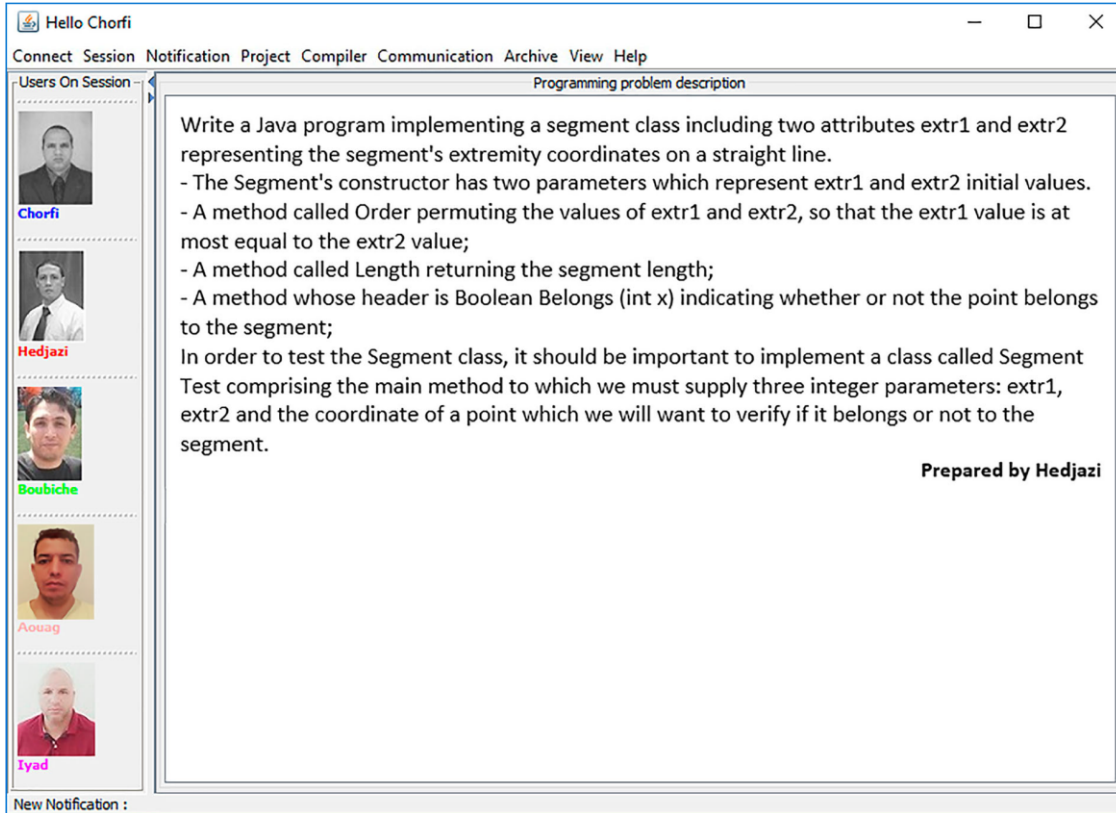 Hello Chorfi
Connect Session Notification Project Compiler Communication Archive View Help
Users On Session
Chorfi
Hedjazi
Boubiche
Aouag
Iyad
Programming problem description
Write a Java program implementing a segment class including two attributes extr1 and extr2
representing the segment's extremity coordinates on a straight line.
- The Segment's constructor has two parameters which represent extr1 and extr2 initial values.
- A method called Order permuting the values of extr1 and extr2, so that the extr1 value is at
most equal to the extr2 value;
- A method called Length returning the segment length;
- A method whose header is Boolean Belongs (int x) indicating whether or not the point belongs
to the segment;
In order to test the Segment class, it should be important to implement a class called Segment
Test comprising the main method to which we must supply three integer parameters: extr1,
extr2 and the coordinate of a point which we will want to verify if it belongs or not to the
segment.
Prepared by Hedjazi
New Notification :